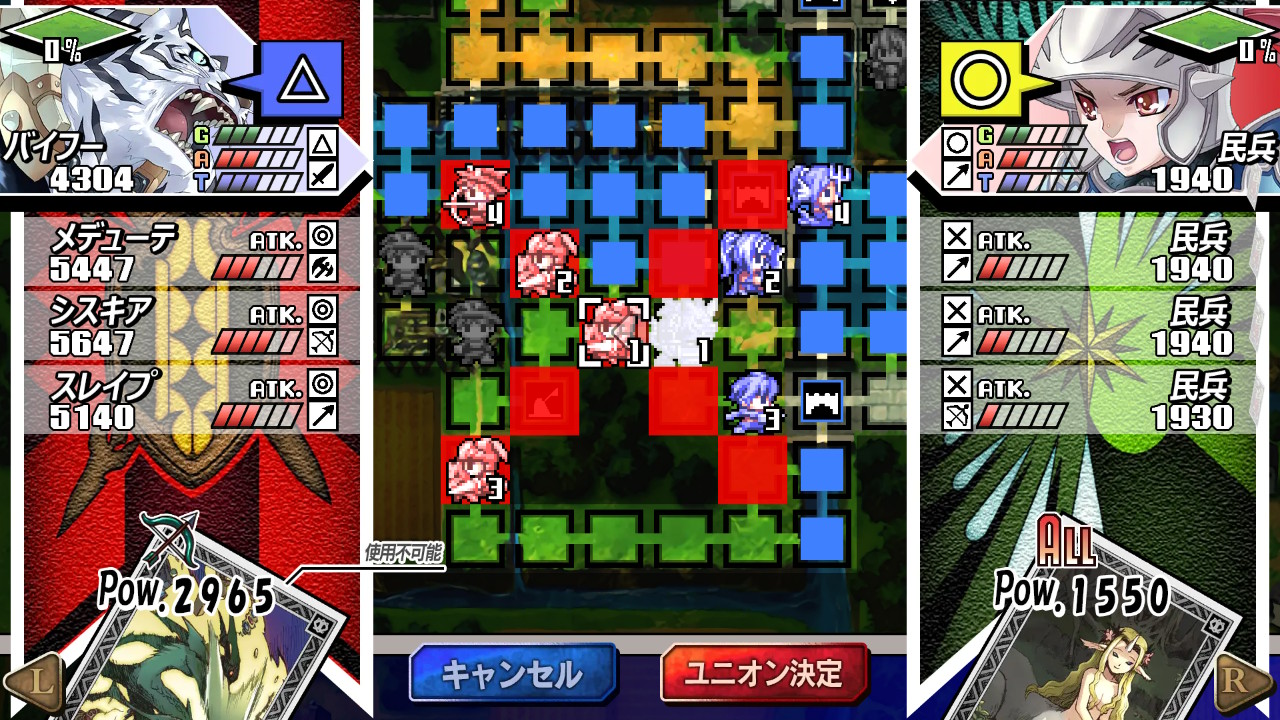 0%
バイフー
4304
G
A
T
メデューテ
ATK.
5447
シスキア
ATK.
5647
スレイプ
ATK.
5140
使用不可能
Pow.2965
L
4
4
2
2
1
1
3
3
キャンセル
ユニオン決定
0%
G
A
T
民兵
1940
ATK.
民兵
1940
ATK.
民兵
1940
ATK.
民兵
1930
ALL
Pow.1550
R